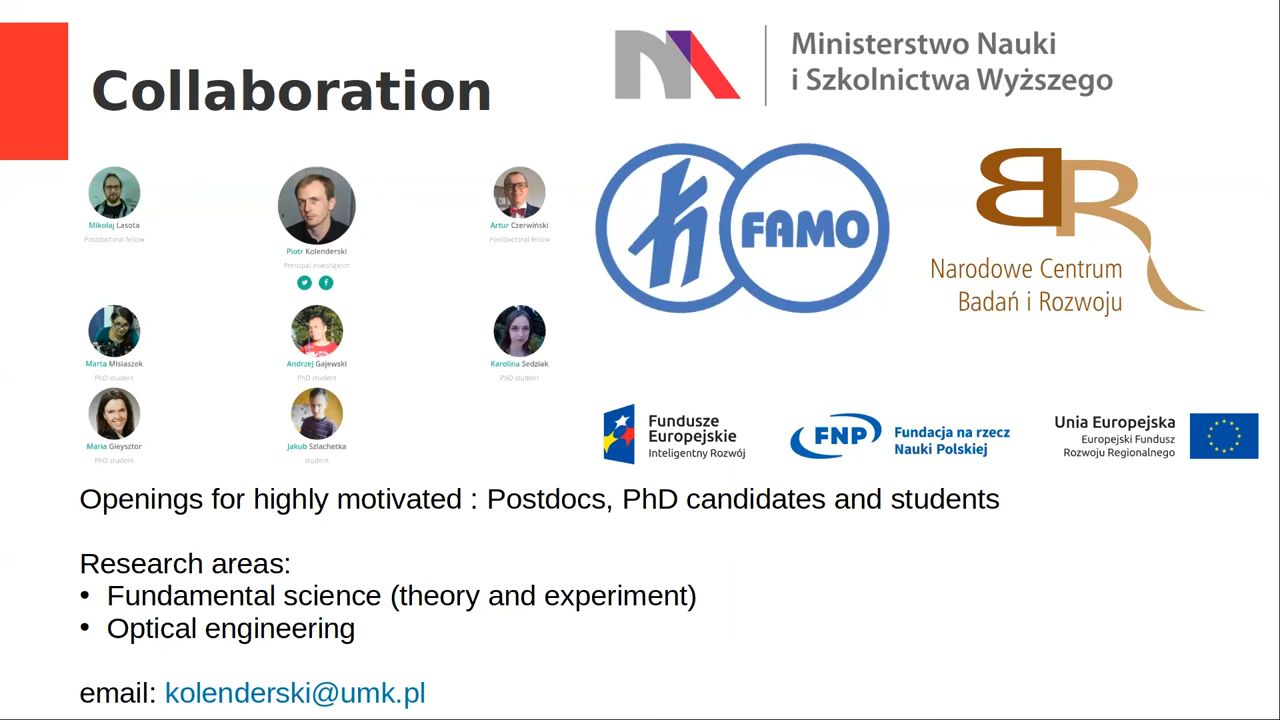 Collaboration
Ministerstwo Nauki
i Szkolnictwa Wyższego
Mikołaj Lasota
Postdoctoral fellow
Piotr Kolenderski
Principal investigator
Artur Czerwiński
Postdoctoral fellow
Marta Misiaszek
PhD student
Andrzej Gajewski
PhD student
Karolina Sedziak
PhD student
Maria Gieysztor
PhD student
Jakub Szlachetka
student
ħ FAMO
BR
Narodowe Centrum
Badań i Rozwoju
Fundusze
Europejskie
Inteligentny Rozwój
FNP
Fundacja na rzecz
Nauki Polskiej
Unia Europejska
Europejski Fundusz
Rozwoju Regionalnego
Openings for highly motivated : Postdocs, PhD candidates and students
Research areas:
• Fundamental science (theory and experiment)
• Optical engineering
email: kolenderski@umk.pl